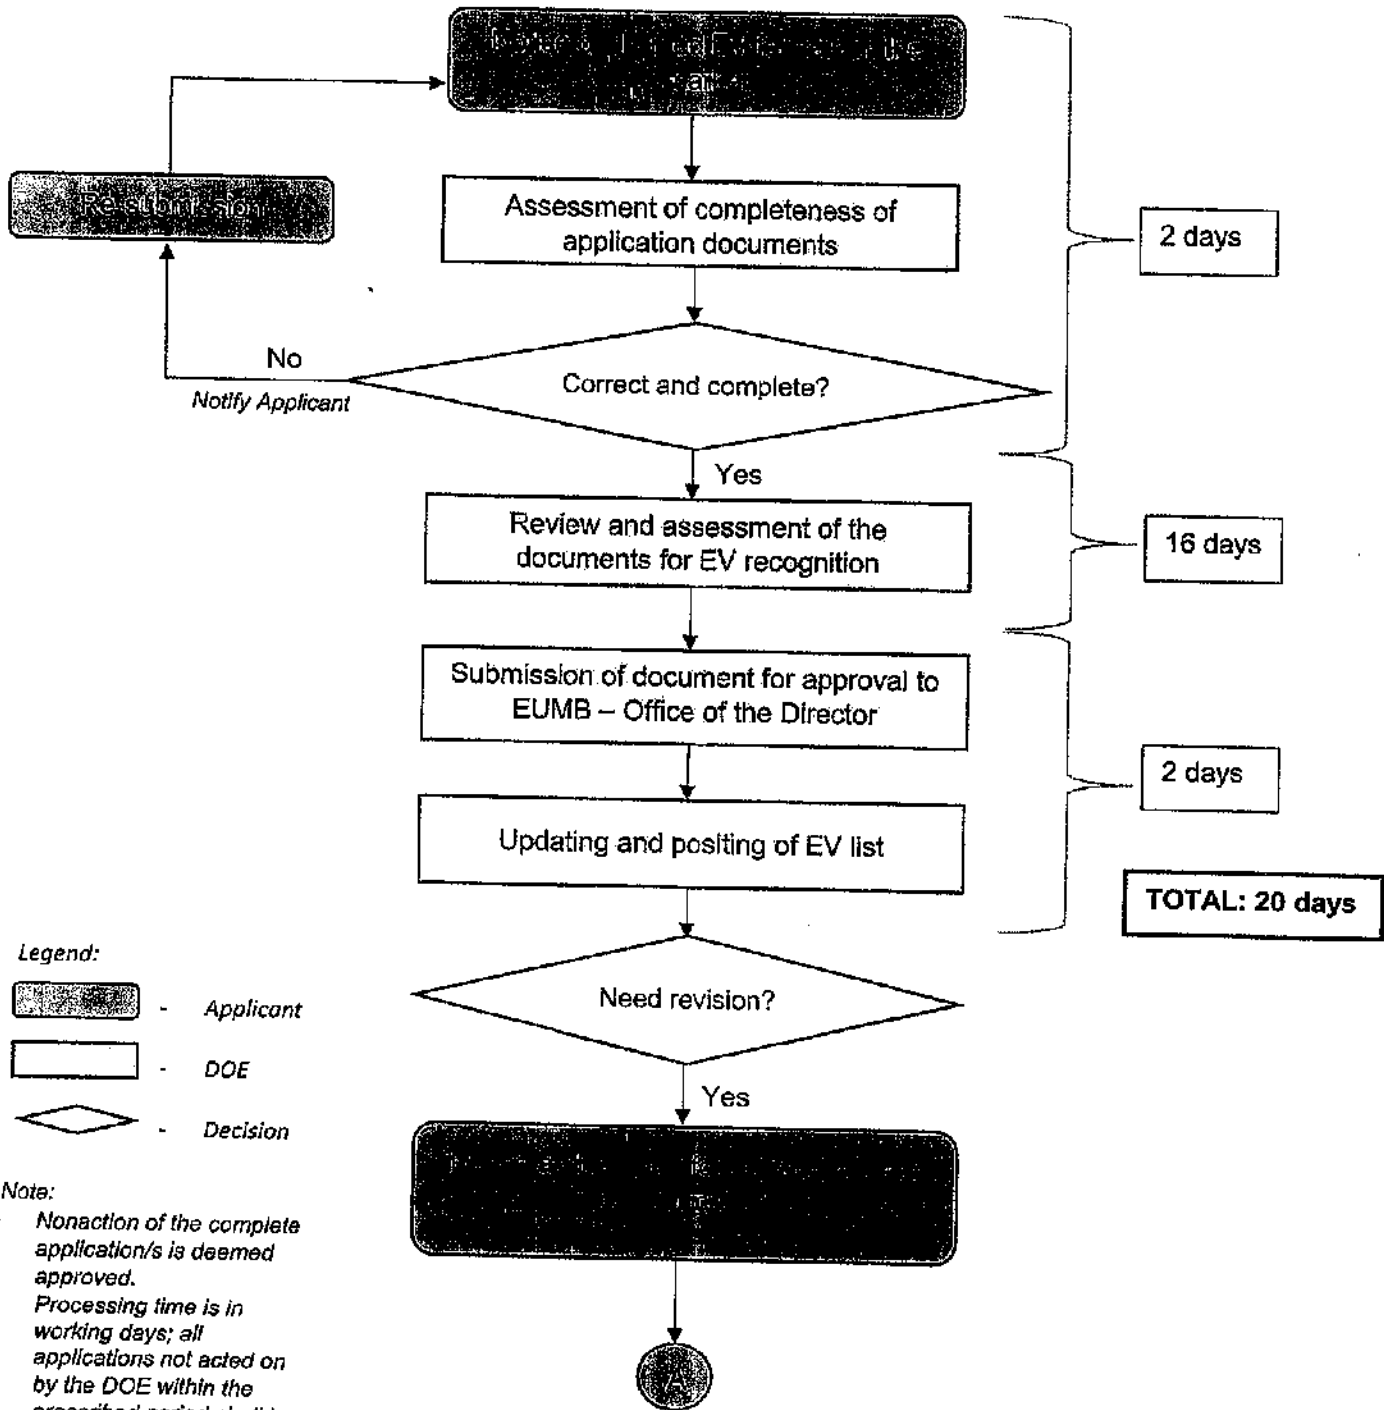 Re-submission
Assessment of completeness of
application documents
2 days
No
Correct and complete?
Notify Applicant
Yes
Review and assessment of the
documents for EV recognition
16 days
Submission of document for approval to
EUMB – Office of the Director
2 days
Updating and positing of EV list
TOTAL: 20 days
Legend:
Need revision?
- Applicant
- DOE
Yes
- Decision
Note:
Nonaction of the complete
application/s is deemed
approved.
Processing time is in
working days; all
applications not acted on
by the DOE within the
A